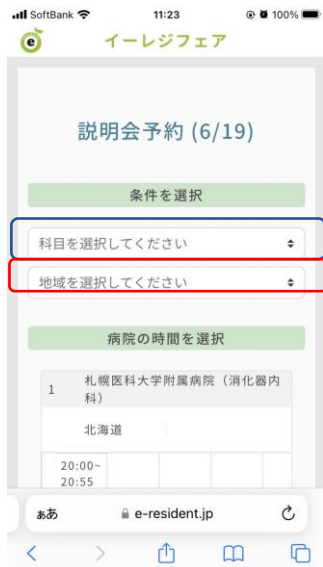 SoftBank 11:23 100%
e イーレジフェア
説明会予約 (6/19)
条件を選択
科目を選択してください
地域を選択してください
病院の時間を選択
1 札幌医科大学附属病院（消化器内
科）
北海道
20:00~
20:55
ぁあ e-resident.jp